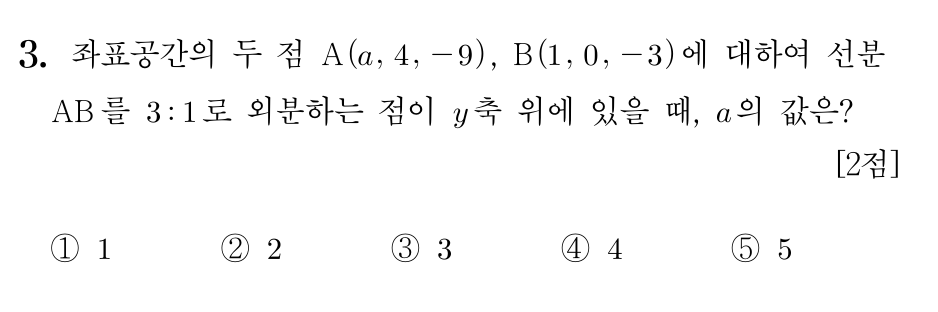 3. 좌표공간의 두 점 A(a, 4, −9), B(1, 0, −3)에 대하여 선분
AB를 3:1로 외분하는 점이 y축 위에 있을 때, a의 값은?
[2점]
① 1 ② 2 ③ 3 ④ 4 ⑤ 5